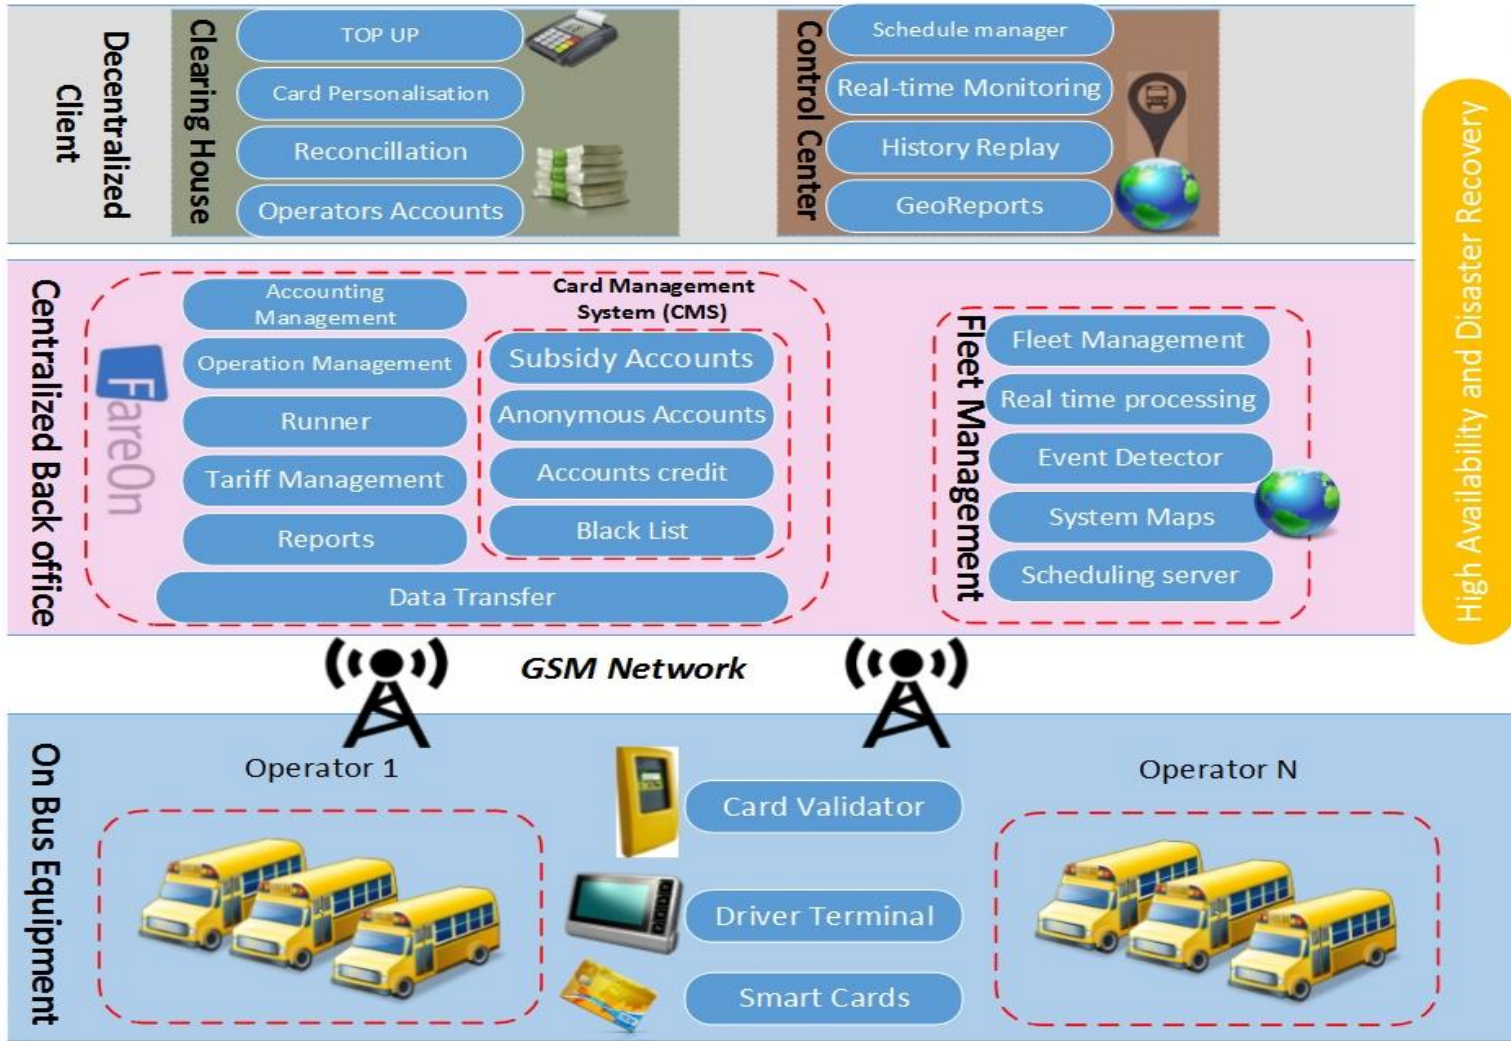 Decentralized
Client
Clearing House
TOP UP
Card Personalisation
Reconcillation
Operators Accounts
Control Center
Schedule manager
Real-time Monitoring
History Replay
GeoReports
High Availability and Disaster Recovery
Centralized Back office
FareOn
Accounting
Management
Operation Management
Runner
Tariff Management
Reports
Card Management
System (CMS)
Subsidy Accounts
Anonymous Accounts
Accounts credit
Black List
Data Transfer
Fleet Management
Fleet Management
Real time processing
Event Detector
System Maps
Scheduling server
GSM Network
On Bus Equipment
Operator 1
Card Validator
Driver Terminal
Smart Cards
Operator N